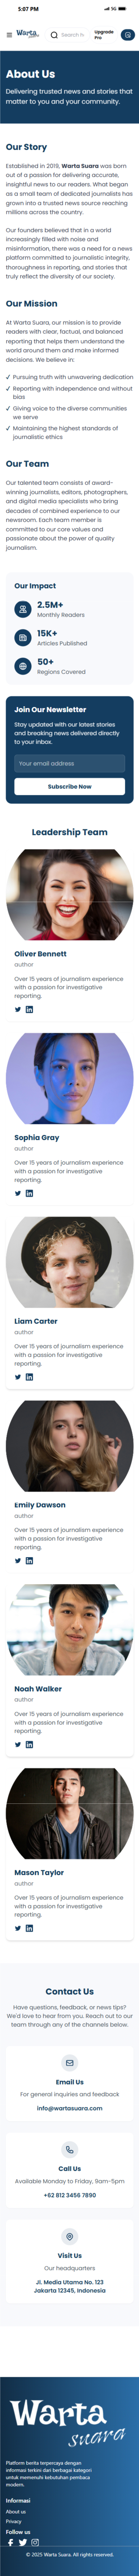 5:07 PM
5G
Warta
suara
Search
Upgrade
Pro
About Us
Delivering trusted news and stories that
matter to you and your community.
Our Story
Established in 2019, Warta Suara was born
out of a passion for delivering accurate,
insightful news to our readers. What began
as a small team of dedicated journalists has
grown into a trusted news source reaching
millions across the country.
Our founders believed that in a world
increasingly filled with noise and
misinformation, there was a need for a news
platform committed to journalistic integrity,
thoroughness in reporting, and stories that
truly reflect the diversity of our society.
Our Mission
At Warta Suara, our mission is to provide
readers with clear, factual, and balanced
reporting that helps them understand the
world around them and make informed
decisions. We believe in:
✓ Pursuing truth with unwavering dedication
✓ Reporting with independence and without
bias
✓ Giving voice to the diverse communities
we serve
✓ Maintaining the highest standards of
journalistic ethics
Our Team
Our talented team consists of award-
winning journalists, editors, photographers,
and digital media specialists who bring
decades of combined experience to our
newsroom. Each team member is
committed to our core values and
passionate about the power of quality
journalism.
Our Impact
2.5M+
Monthly Readers
15K+
Articles Published
50+
Regions Covered
Join Our Newsletter
Stay updated with our latest stories
and breaking news delivered directly
to your inbox.
Your email address
Subscribe Now
Leadership Team
Oliver Bennett
author
Over 15 years of journalism experience
with a passion for investigative
reporting.
Sophia Gray
author
Over 15 years of journalism experience
with a passion for investigative
reporting.
Liam Carter
author
Over 15 years of journalism experience
with a passion for investigative
reporting.
Emily Dawson
author
Over 15 years of journalism experience
with a passion for investigative
reporting.
Noah Walker
author
Over 15 years of journalism experience
with a passion for investigative
reporting.
Mason Taylor
author
Over 15 years of journalism experience
with a passion for investigative
reporting.
Contact Us
Have questions, feedback, or news tips?
We'd love to hear from you. Reach out to our
team through any of the channels below.
Email Us
For general inquiries and feedback
info@wartasuara.com
Call Us
Available Monday to Friday, 9am-5pm
+62 812 3456 7890
Visit Us
Our headquarters
Jl. Media Utama No. 123
Jakarta 12345, Indonesia
Warta
suara
Platform berita terpercaya dengan
informasi terkini dari berbagai kategori
untuk memenuhi kebutuhan pembaca
modern.
Informasi
About us
Privacy
Follow us
© 2025 Warta Suara. All rights reserved.